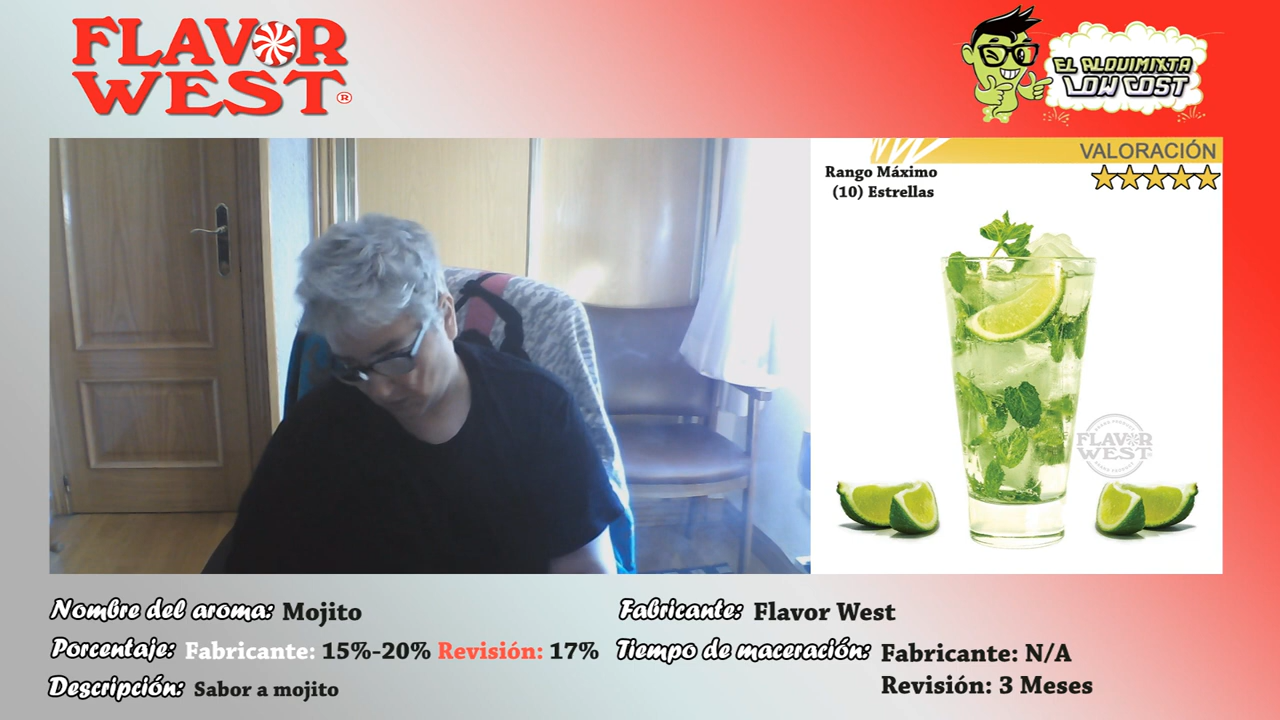 FLAVOR
WEST®
EL ALQUIMIXTA
LOW COST
VALORACIÓN
Rango Máximo
(10) Estrellas
FLAVOR
WEST
Nombre del aroma: Mojito
Fabricante: Flavor West
Porcentaje: Fabricante: 15%-20% Revisión: 17%
Tiempo de maceración: Fabricante: N/A
Revisión: 3 Meses
Descripción: Sabor a mojito